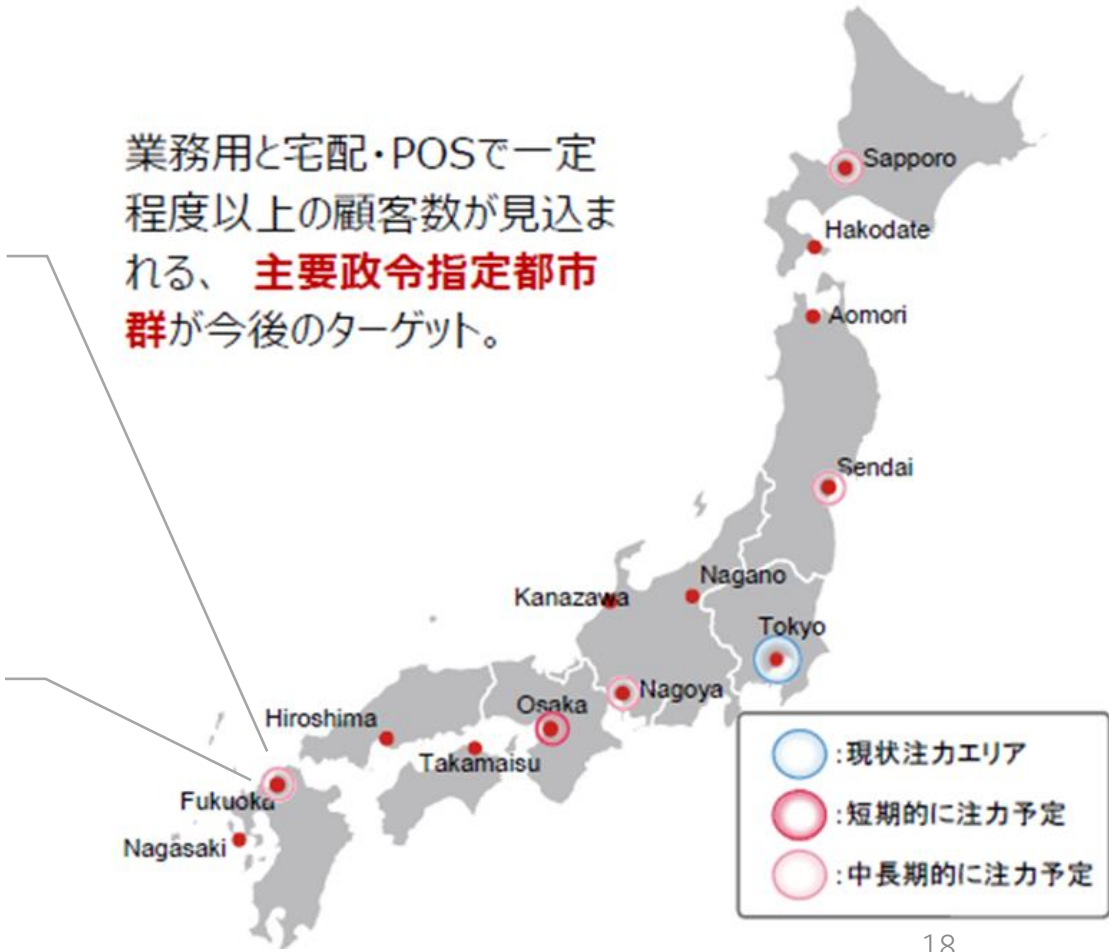 業務用と宅配・POSで一定
程度以上の顧客数が見込ま
れる、 主要政令指定都市
群が今後のターゲット。
Sapporo
Hakodate
Aomori
Sendai
Nagano
Kanazawa
Tokyo
Nagoya
Osaka
Hiroshima
Takamaisu
Fukuoka
Nagasaki
:現状注力エリア
:短期的に注力予定
:中長期的に注力予定
18